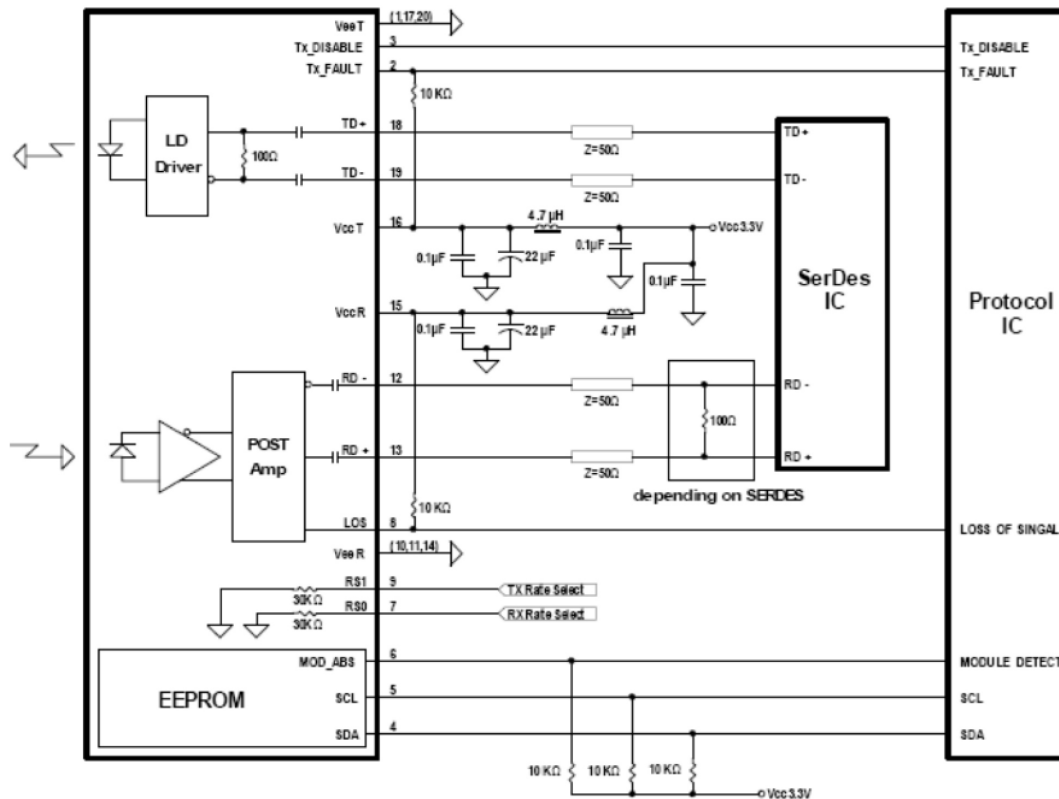 Vee T (1,17,20)
Tx_DISABLE 3 Tx_DISABLE
Tx_FAULT 2 Tx_FAULT
10 KΩ
LD
Driver
100Ω
TD + 18 Z=50Ω TD +
TD - 19 Z=50Ω TD -
Vcc T 16 4.7 µH Vcc3.3V
0.1µF 22 µF 0.1µF 0.1µF
SerDes
IC
Protocol
IC
Vcc R 15 4.7 µH
0.1µF 22 µF
RD - 12 Z=50Ω RD -
POST
Amp
100Ω
RD + 13 Z=50Ω RD +
depending on SERDES
10 KΩ
LOS 8 LOSS OF SINGAL
Vee R (10,11,14)
RS1 9 TX Rate Select
30KΩ
RS0 7 RX Rate Select
30KΩ
MOD_ABS 6 MODULE DETECT
EEPROM
SCL 5 SCL
SDA 4 SDA
10 KΩ 10 KΩ 10 KΩ
Vcc3.3V